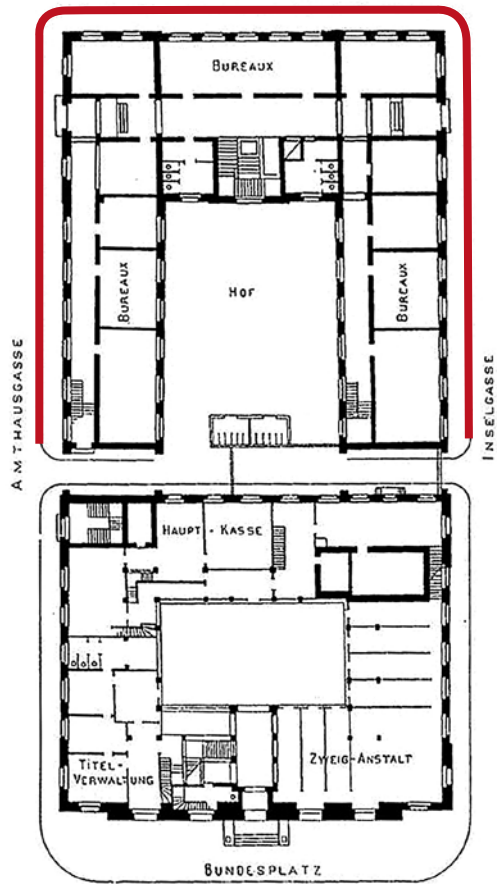 BUREAUX
HOF
BUREAUX
BUREAUX
AMTHAUSGASSE
INSELGASSE
HAUPT-KASSE
TITEL-
VERWALTUNG
ZWEIG-ANSTALT
BUNDESPLATZ